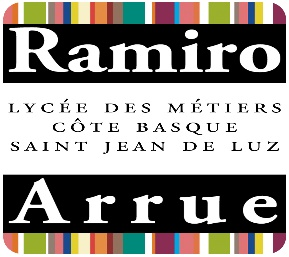 Ramiro
LYCÉE DES MÉTIERS
CÔTE BASQUE
SAINT JEAN DE LUZ
Arrue